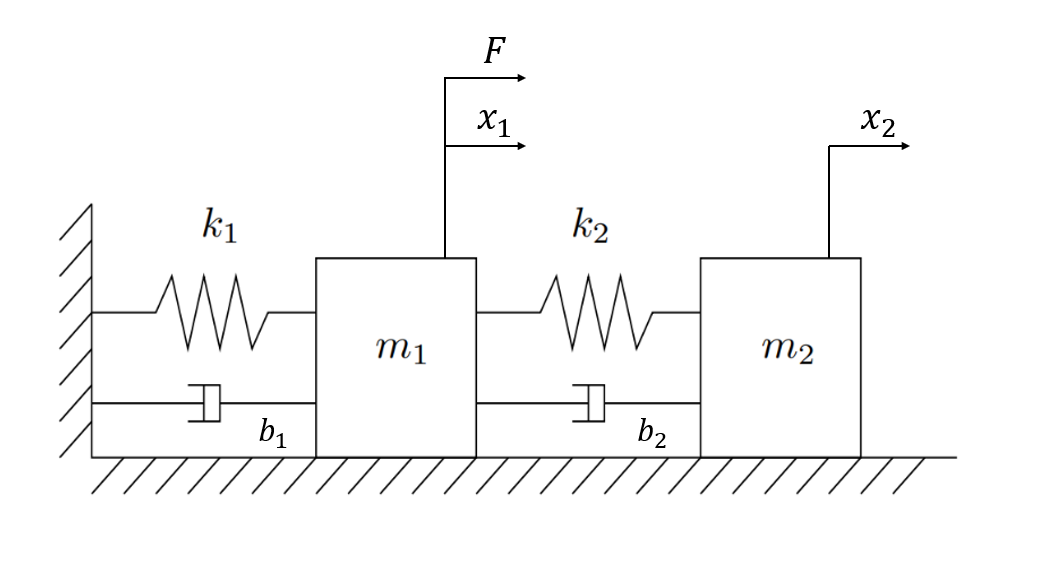 F
x₁
x₂
k₁
k₂
m₁
m₂
b₁
b₂